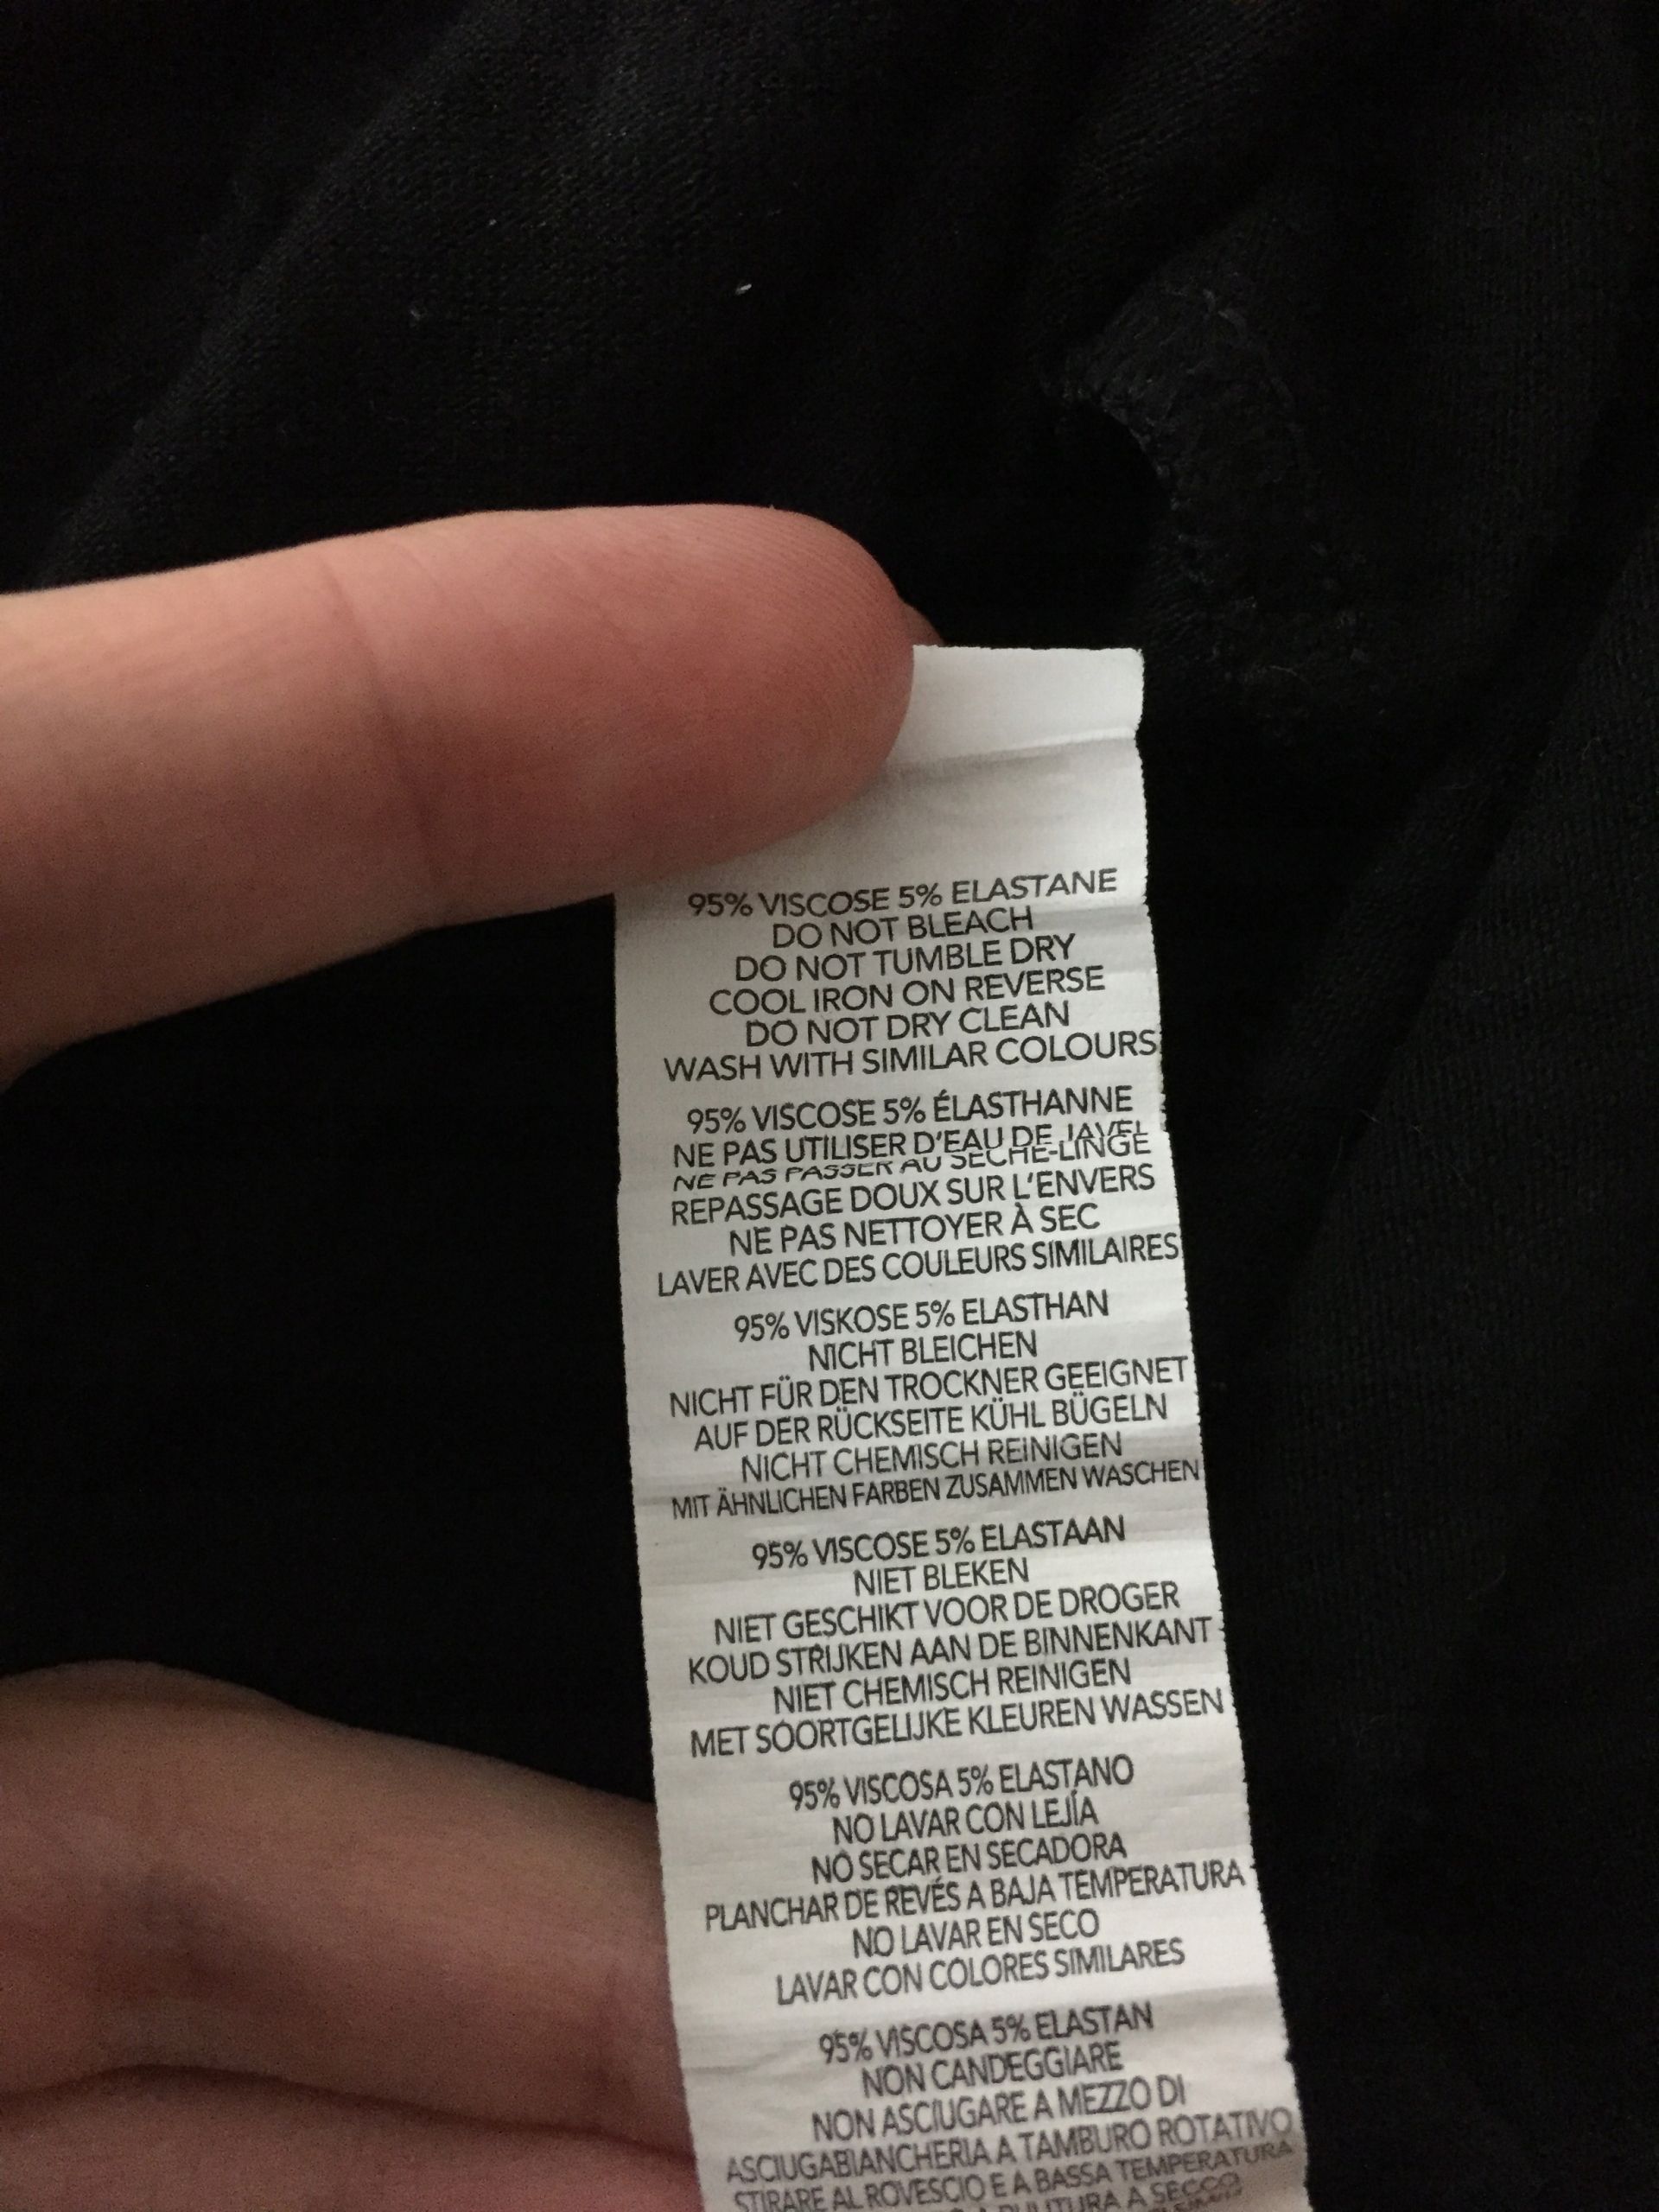 95% VISCOSE 5% ELASTANE
DO NOT BLEACH
DO NOT TUMBLE DRY
COOL IRON ON REVERSE
DO NOT DRY CLEAN
WASH WITH SIMILAR COLOURS
95% VISCOSE 5% ÉLASTHANNE
NE PAS UTILISER D'EAU DE JAVEL
NE PAS PASSER AU SÈCHE-LINGE
REPASSAGE DOUX SUR L'ENVERS
NE PAS NETTOYER À SEC
LAVER AVEC DES COULEURS SIMILAIRES
95% VISKOSE 5% ELASTHAN
NICHT BLEICHEN
NICHT FÜR DEN TROCKNER GEEIGNET
AUF DER RÜCKSEITE KÜHL BÜGELN
NICHT CHEMISCH REINIGEN
MIT ÄHNLICHEN FARBEN ZUSAMMEN WASCHEN
95% VISCOSE 5% ELASTAAN
NIET BLEKEN
NIET GESCHIKT VOOR DE DROGER
KOUD STRIJKEN AAN DE BINNENKANT
NIET CHEMISCH REINIGEN
MET SOORTGELIJKE KLEUREN WASSEN
95% VISCOSA 5% ELASTANO
NO LAVAR CON LEJÍA
NO SECAR EN SECADORA
PLANCHAR DE REVÉS A BAJA TEMPERATURA
NO LAVAR EN SECO
LAVAR CON COLORES SIMILARES
95% VISCOSA 5% ELASTAN
NON CANDEGGIARE
NON ASCIUGARE A MEZZO DI
ASCIUGABIANCHERIA A TAMBURO ROTATIVO
STIRARE AL ROVESCIO E A BASSA TEMPERATURA
A SECCO